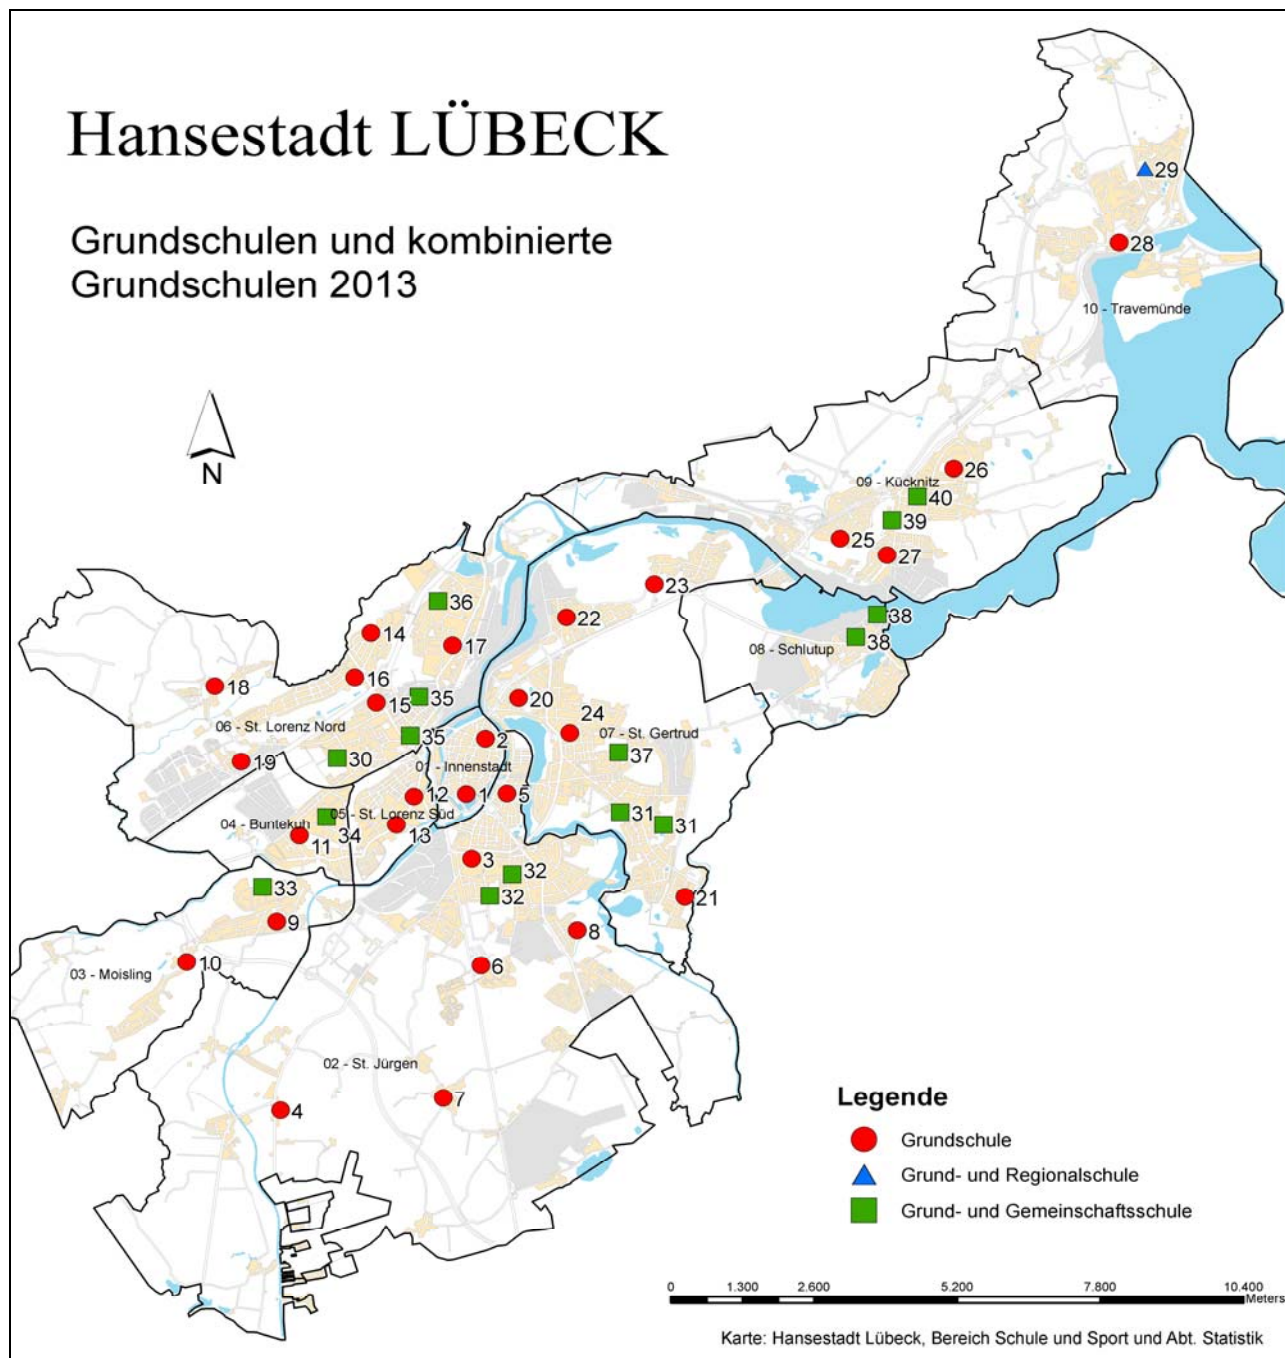 Hansestadt LÜBECK
Grundschulen und kombinierte
Grundschulen 2013
N
29
28
10 - Travemünde
26
09 - Kücknitz
40
39
25
27
23
36
22
38
14
17
38
08 - Schlutup
16
18
15
35
20
24
06 - St. Lorenz Nord
07 - St. Gertrud
35
2
37
19
30
01 - Innenstadt
12
1
5
05 - St. Lorenz Süd
31
31
04 - Buntekuh
11
34
13
3
32
33
32
21
9
8
10
6
03 - Moisling
02 - St. Jürgen
7
4
Legende
Grundschule
Grund- und Regionalschule
Grund- und Gemeinschaftsschule
0 1.300 2.600 5.200 7.800 10.400
Meters
Karte: Hansestadt Lübeck, Bereich Schule und Sport und Abt. Statistik